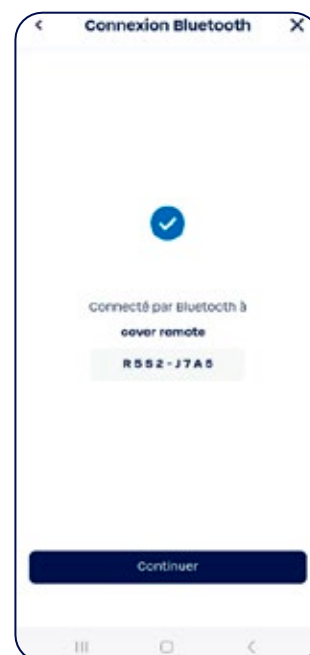 Connexion Bluetooth
Connecté par Bluetooth à
cover remote
R552-J7A5
Continuer